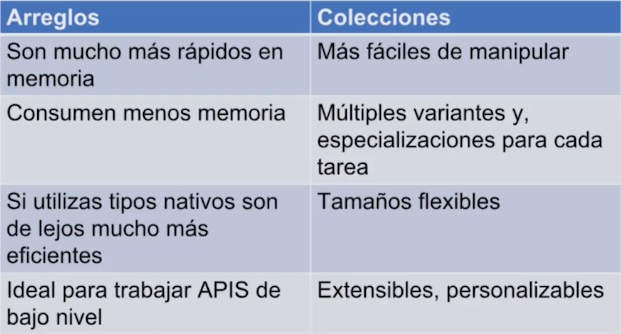 Arreglos
Colecciones
Son mucho más rápidos en
memoria
Más fáciles de manipular
Consumen menos memoria
Múltiples variantes y,
especializaciones para cada
tarea
Si utilizas tipos nativos son
de lejos mucho más
eficientes
Tamaños flexibles
Ideal para trabajar APIS de
bajo nivel
Extensibles, personalizables